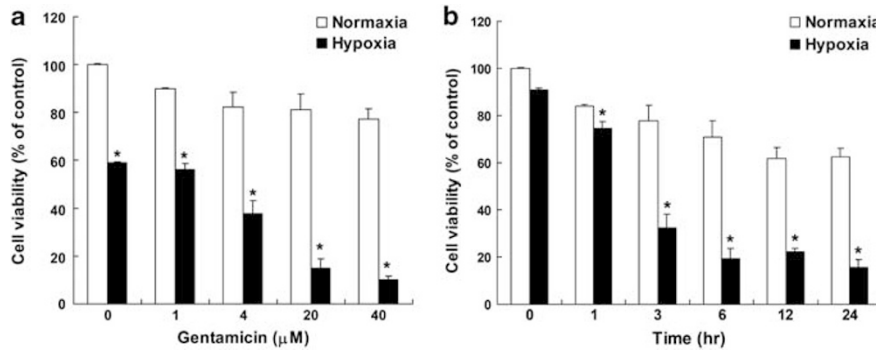 a
Normaxia
Hypoxia
Cell viability (% of control)
120
100
80
60
40
20
0
* * * * *
0 1 4 20 40
Gentamicin (μM)
b
Normaxia
Hypoxia
Cell viability (% of control)
120
100
80
60
40
20
0
* * * * *
0 1 3 6 12 24
Time (hr)